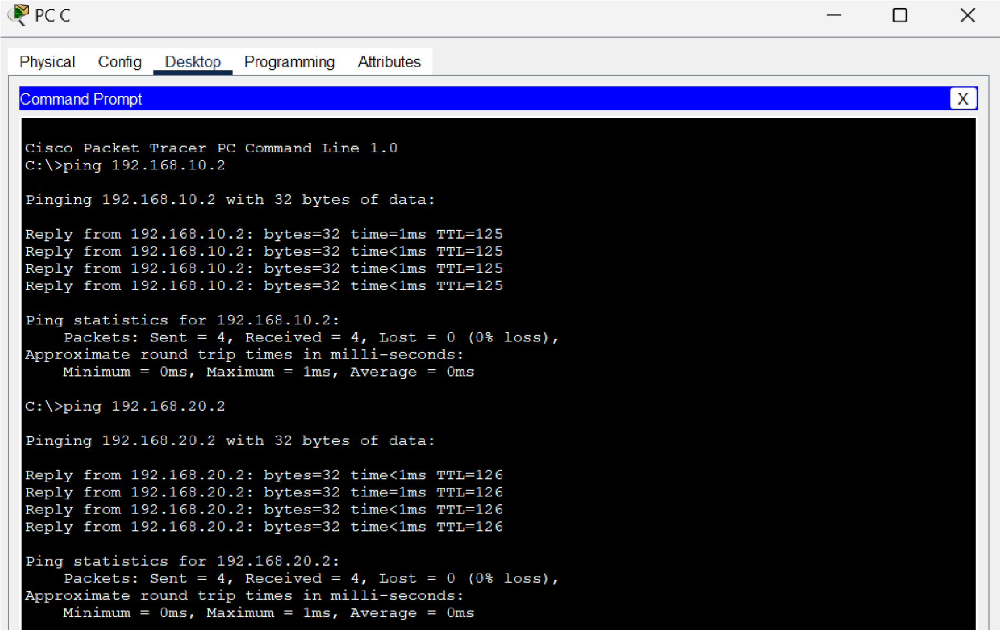 PC C
Physical Config Desktop Programming Attributes
Command Prompt X
Cisco Packet Tracer PC Command Line 1.0
C:\>ping 192.168.10.2
Pinging 192.168.10.2 with 32 bytes of data:
Reply from 192.168.10.2: bytes=32 time=1ms TTL=125
Reply from 192.168.10.2: bytes=32 time<1ms TTL=125
Reply from 192.168.10.2: bytes=32 time<1ms TTL=125
Reply from 192.168.10.2: bytes=32 time<1ms TTL=125
Ping statistics for 192.168.10.2:
    Packets: Sent = 4, Received = 4, Lost = 0 (0% loss),
Approximate round trip times in milli-seconds:
    Minimum = 0ms, Maximum = 1ms, Average = 0ms
C:\>ping 192.168.20.2
Pinging 192.168.20.2 with 32 bytes of data:
Reply from 192.168.20.2: bytes=32 time<1ms TTL=126
Reply from 192.168.20.2: bytes=32 time=1ms TTL=126
Reply from 192.168.20.2: bytes=32 time<1ms TTL=126
Reply from 192.168.20.2: bytes=32 time<1ms TTL=126
Ping statistics for 192.168.20.2:
    Packets: Sent = 4, Received = 4, Lost = 0 (0% loss),
Approximate round trip times in milli-seconds:
    Minimum = 0ms, Maximum = 1ms, Average = 0ms